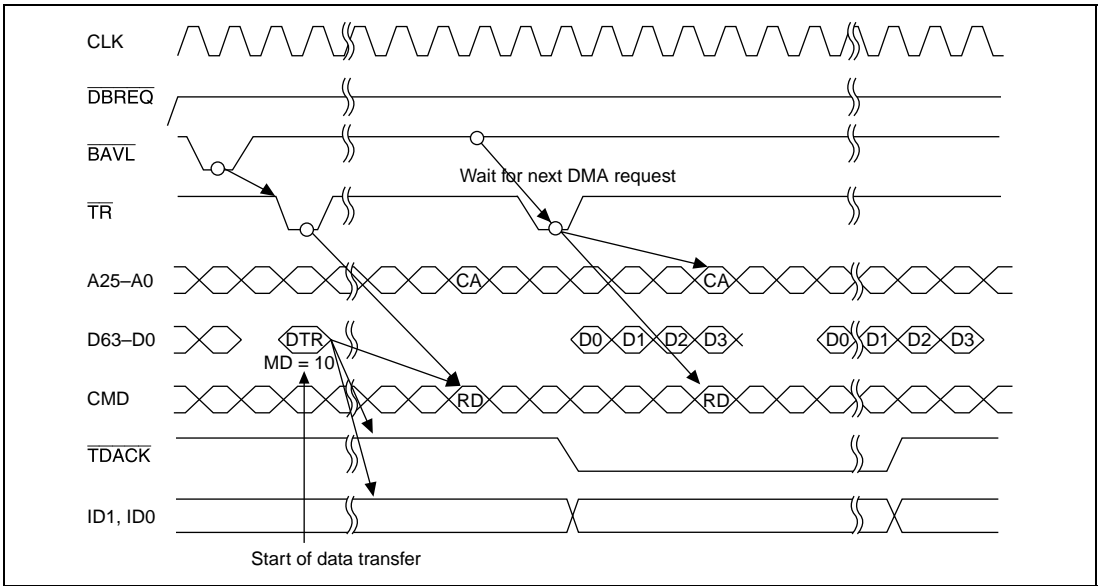 CLK
DBREQ
BAVL
Wait for next DMA request
TR
A25–A0 CA CA
D63–D0 DTR D0 D1 D2 D3 D0 D1 D2 D3
MD = 10
CMD RD RD
TDACK
ID1, ID0
Start of data transfer